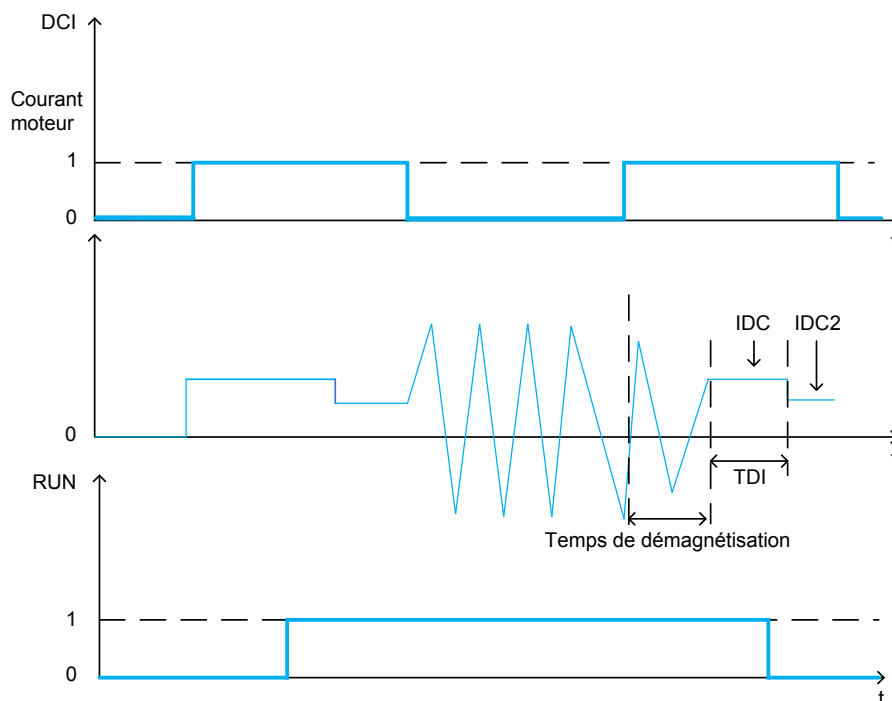 DCI
Courant
moteur
1
0
IDC IDC2
0
TDI
RUN
Temps de démagnétisation
1
0
t